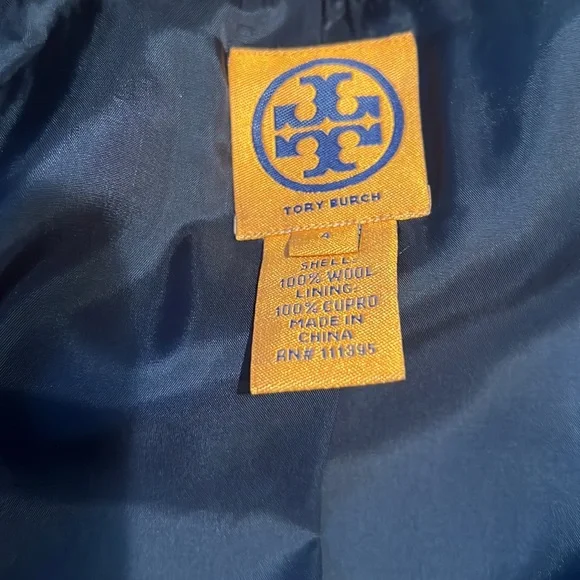 TORY BURCH
4
SHELL:
100% WOOL
LINING:
100% CUPRO
MADE IN
CHINA
RN# 111395